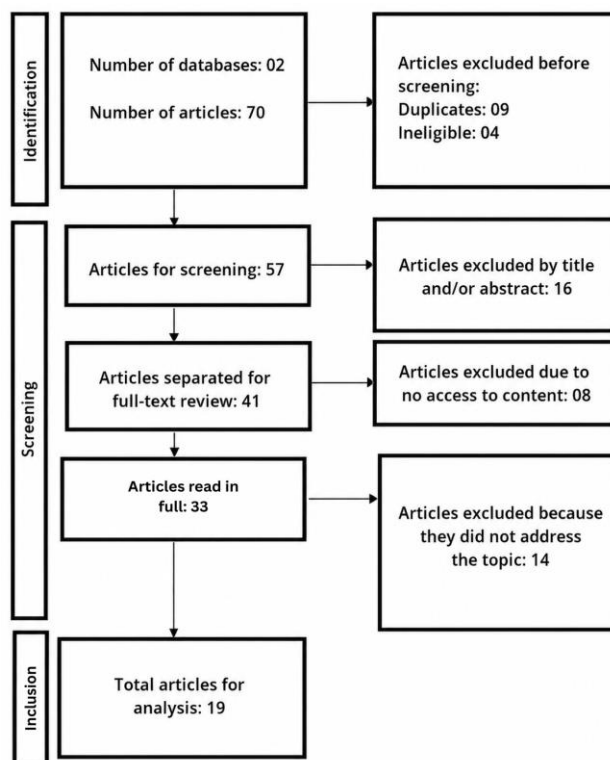 Identification
Number of databases: 02
Number of articles: 70
Articles excluded before
screening:
Duplicates: 09
Ineligible: 04
Screening
Articles for screening: 57
Articles excluded by title
and/or abstract: 16
Articles separated for
full-text review: 41
Articles excluded due to
no access to content: 08
Articles read in
full: 33
Articles excluded because
they did not address
the topic: 14
Inclusion
Total articles for
analysis: 19